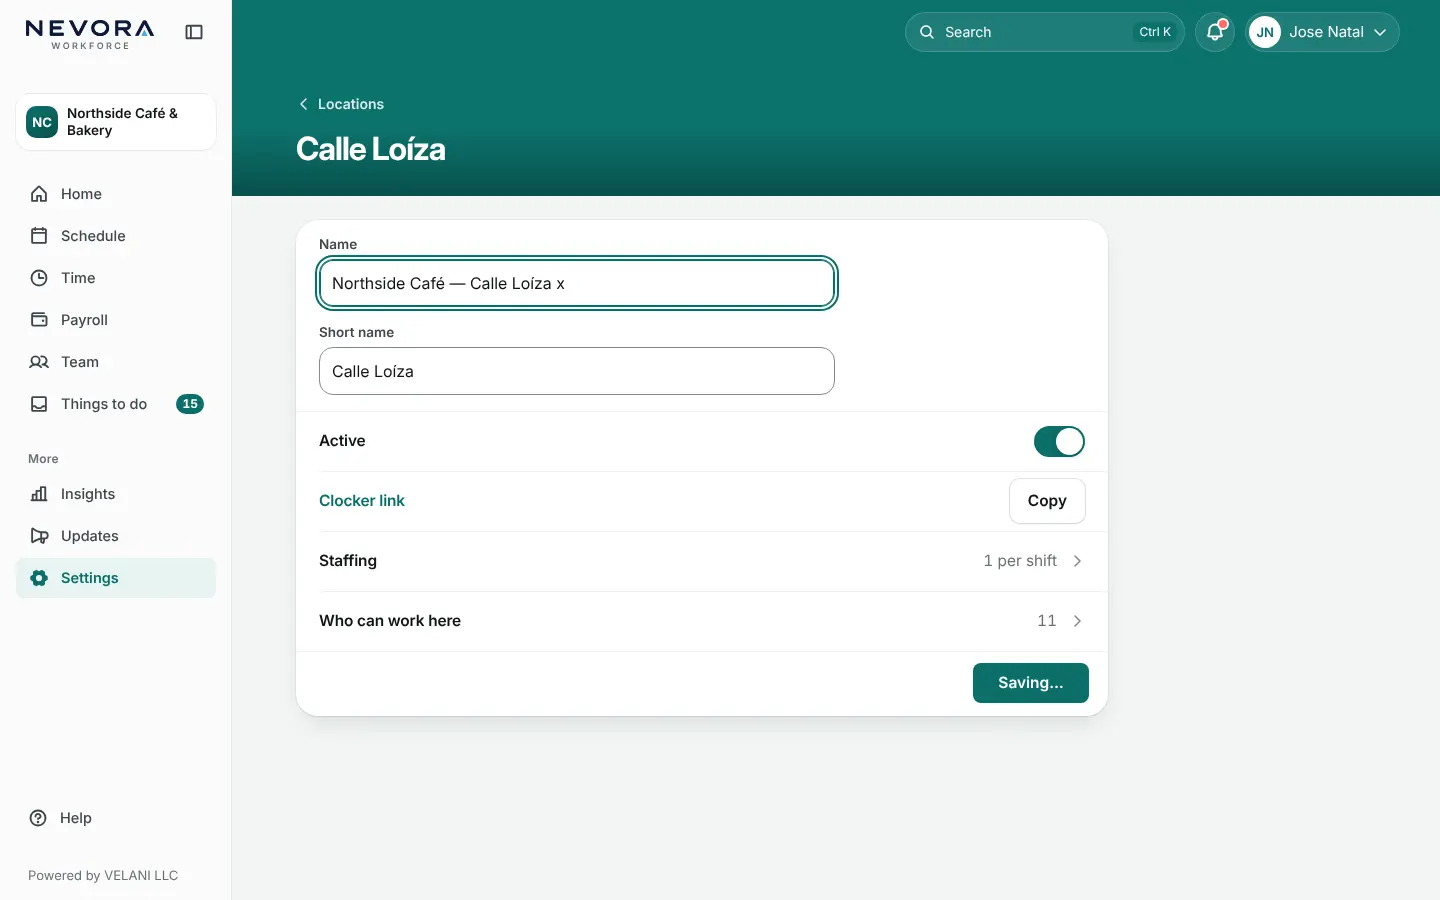 NEVORA
WORKFORCE
Search
Ctrl K
JN
Jose Natal
NC
Northside Café &
Bakery
Locations
Calle Loíza
Home
Schedule
Time
Payroll
Team
Things to do
15
More
Insights
Updates
Settings
Help
Powered by VELANI LLC
Name
Northside Café — Calle Loíza x
Short name
Calle Loíza
Active
Clocker link
Copy
Staffing
1 per shift
Who can work here
11
Saving...